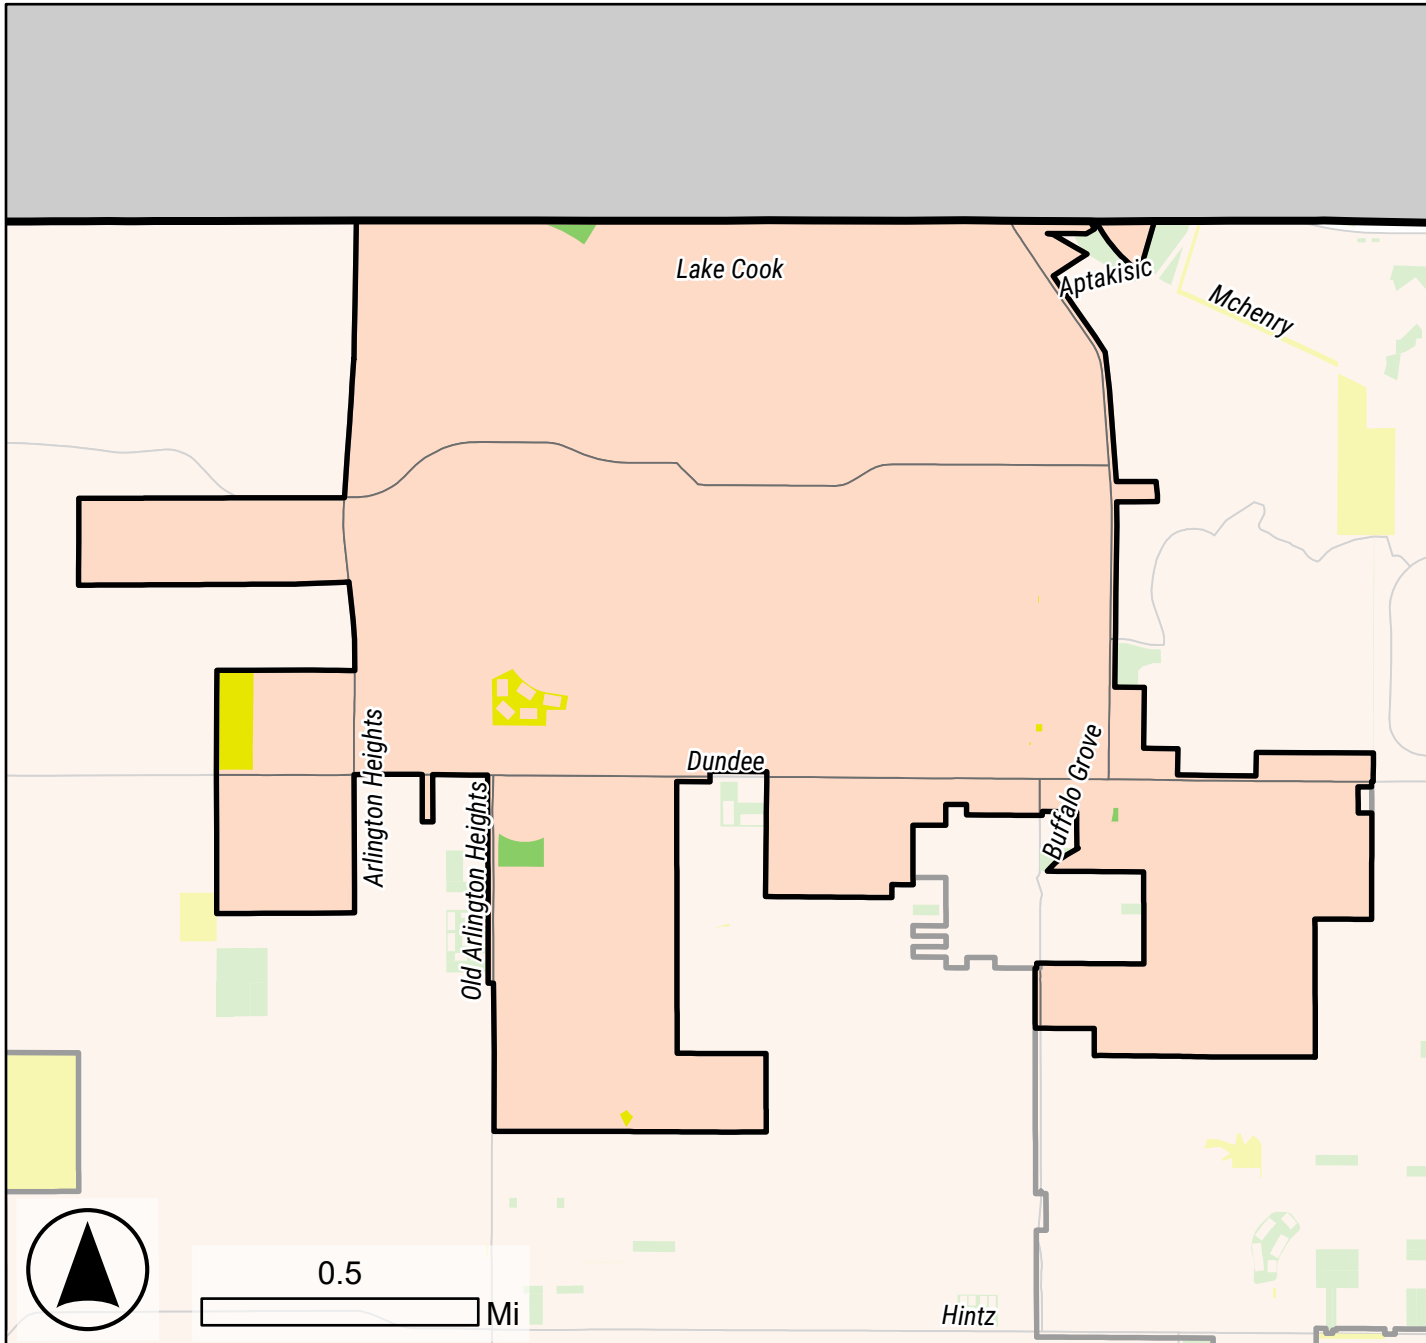 Lake Cook
Aptakisic
Mchenry
Arlington Heights
Old Arlington Heights
Dundee
Buffalo Grove
0.5
Mi
Hintz